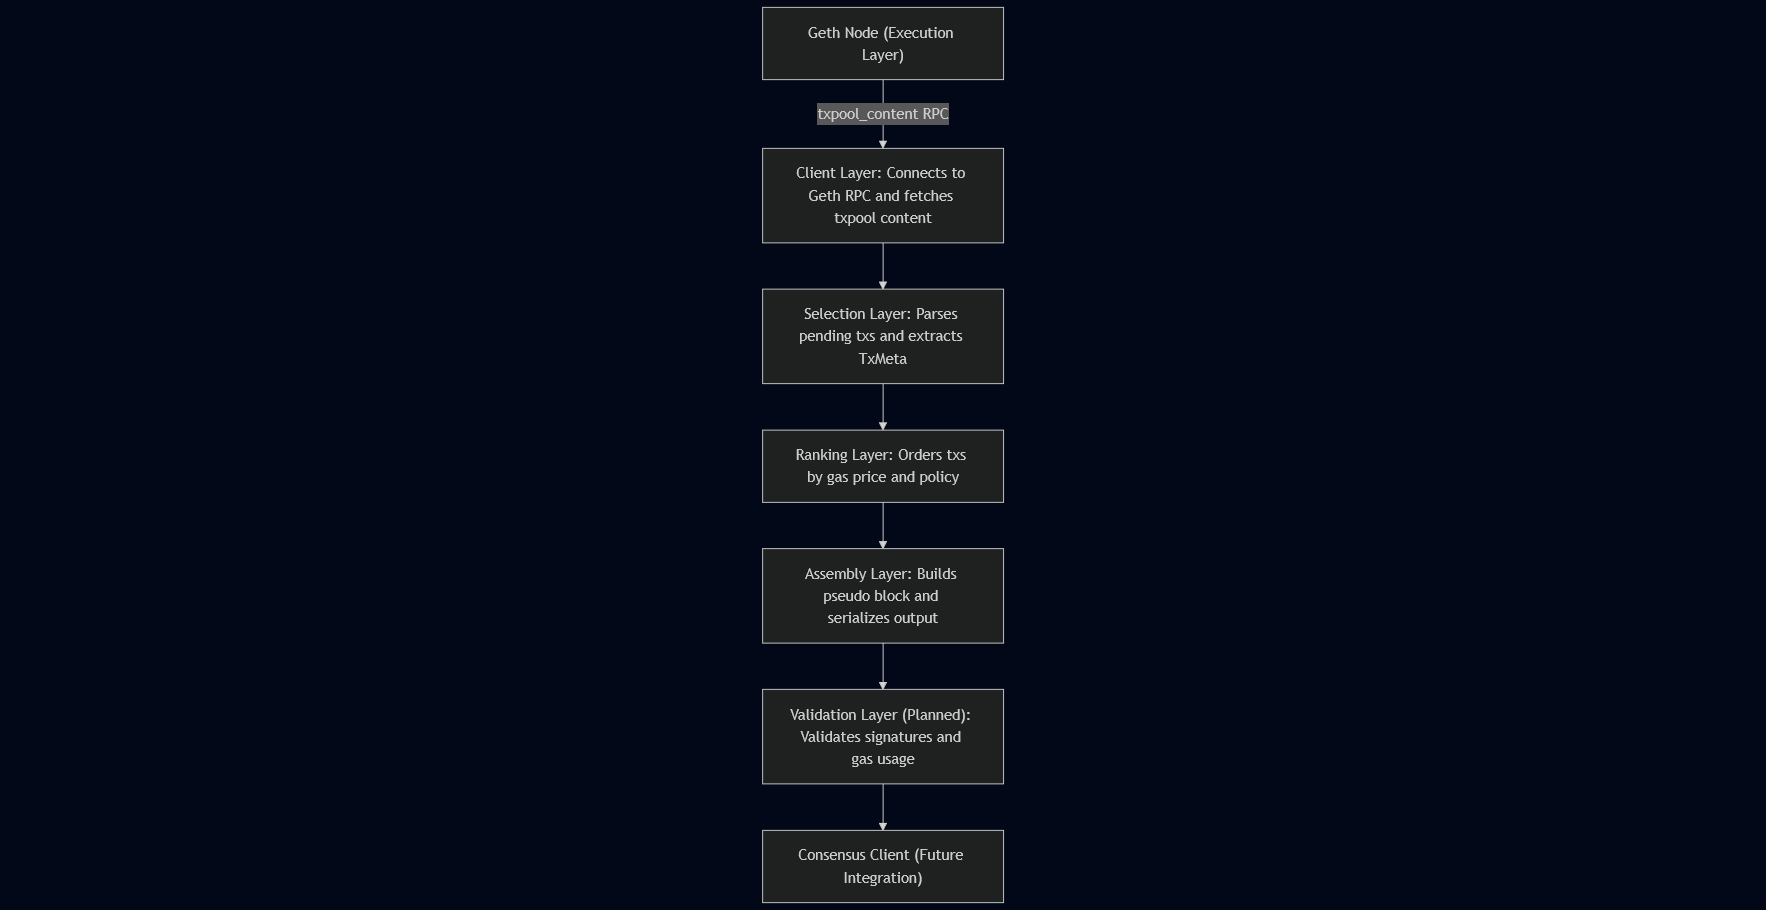 Geth Node (Execution
Layer)
txpool_content RPC
Client Layer: Connects to
Geth RPC and fetches
txpool content
Selection Layer: Parses
pending txs and extracts
TxMeta
Ranking Layer: Orders txs
by gas price and policy
Assembly Layer: Builds
pseudo block and
serializes output
Validation Layer (Planned):
Validates signatures and
gas usage
Consensus Client (Future
Integration)